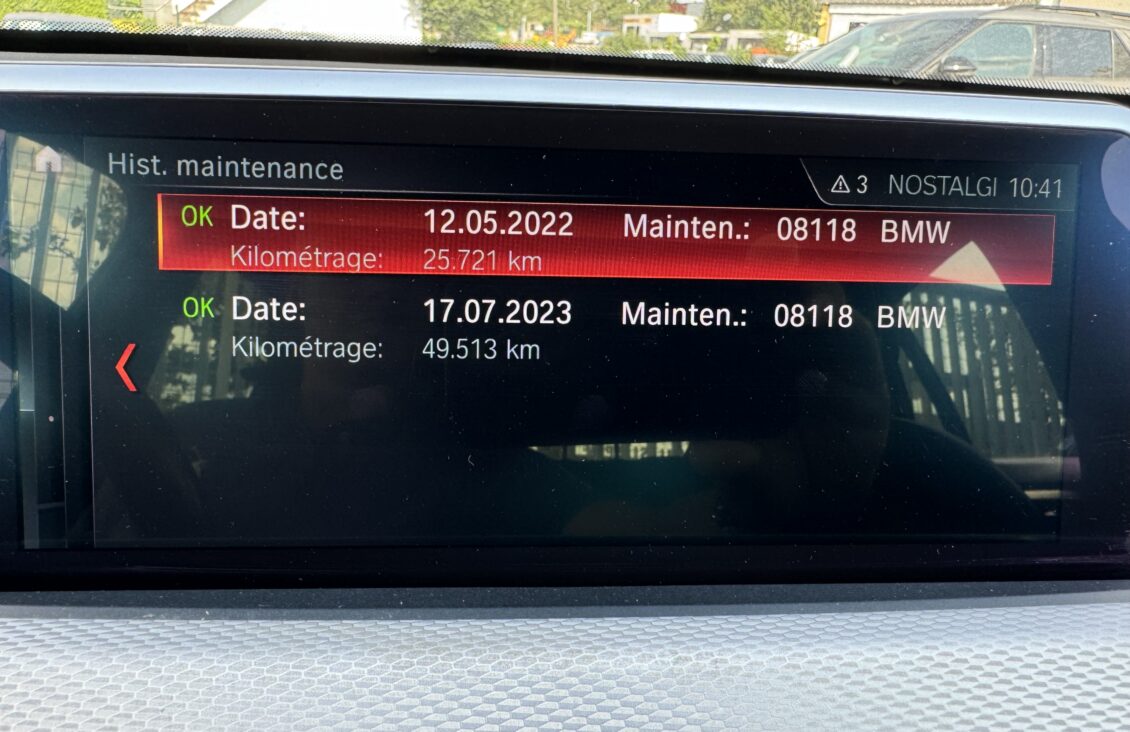 Hist. maintenance
3 NOSTALGI 10:41
OK Date: 12.05.2022 Mainten.: 08118 BMW
Kilométrage: 25.721 km
OK Date: 17.07.2023 Mainten.: 08118 BMW
Kilométrage: 49.513 km